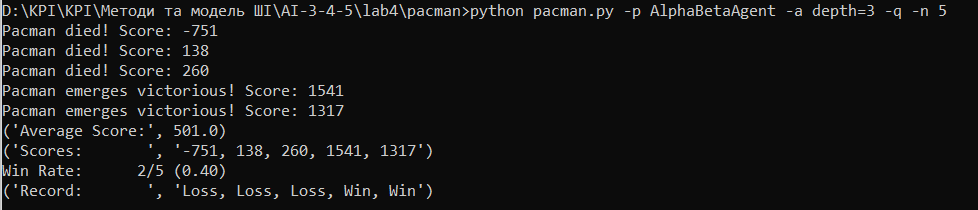 D:\KPI\KPI\Методи та модель ШІ\AI-3-4-5\lab4\pacman>python pacman.py -p AlphaBetaAgent -a depth=3 -q -n 5
Pacman died! Score: -751
Pacman died! Score: 138
Pacman died! Score: 260
Pacman emerges victorious! Score: 1541
Pacman emerges victorious! Score: 1317
('Average Score:', 501.0)
('Scores:       ', '-751, 138, 260, 1541, 1317')
Win Rate:      2/5 (0.40)
('Record:       ', 'Loss, Loss, Loss, Win, Win')